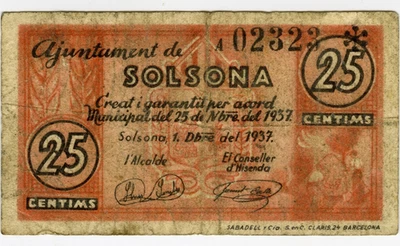 Ajuntament de A 02323
SOLSONA
25
CENTIMS
Creat i garantit per acord
Municipal del 25 de Nbre. del 1937.
Solsona, 1. Dbre del 1937.
25
CENTIMS
l'Alcalde
El Conseller
d'Hisenda
SABADELL y Cia. S. en C. CLARIS, 24 BARCELONA